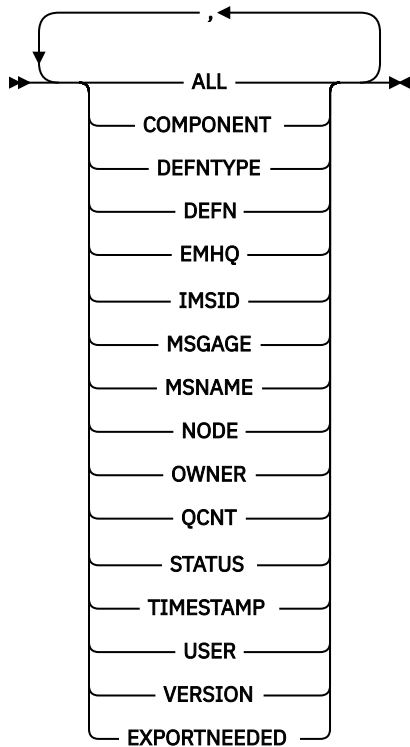 ,
ALL
COMPONENT
DEFNTYPE
DEFN
EMHQ
IMSID
MSGAGE
MSNAME
NODE
OWNER
QCNT
STATUS
TIMESTAMP
USER
VERSION
EXPORTNEEDED